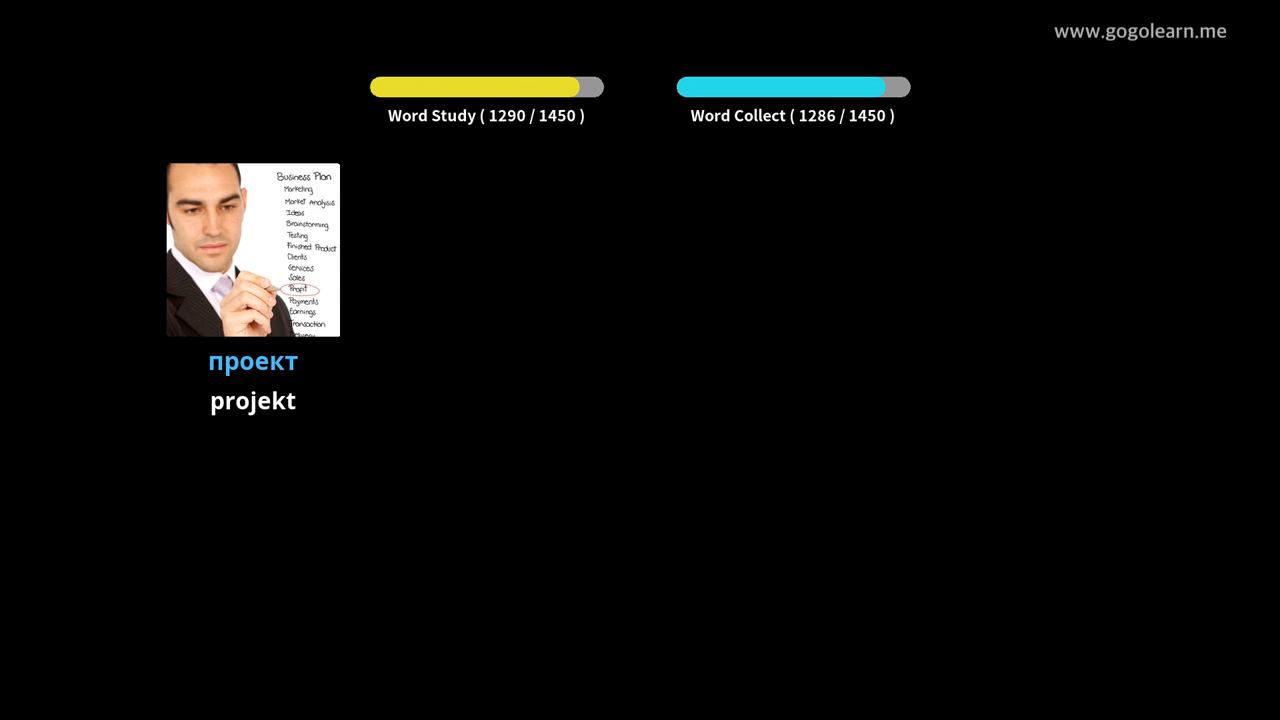 www.gogolearn.me
Word Study ( 1290 / 1450 )
Word Collect ( 1286 / 1450 )
Business Plan
Marketing
Market Analysis
Ideas
Brainstorming
Testing
Finished Product
Clients
Services
Sales
Profit
Payments
Earnings
Transaction
Delivery
проект
projekt